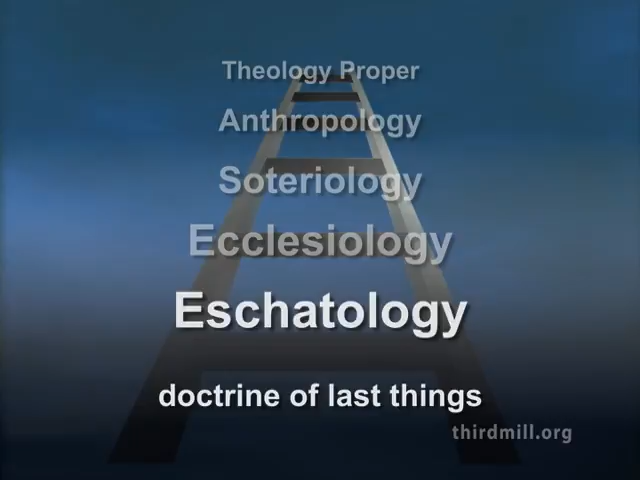 Theology Proper
Anthropology
Soteriology
Ecclesiology
Eschatology
doctrine of last things
thirdmill.org